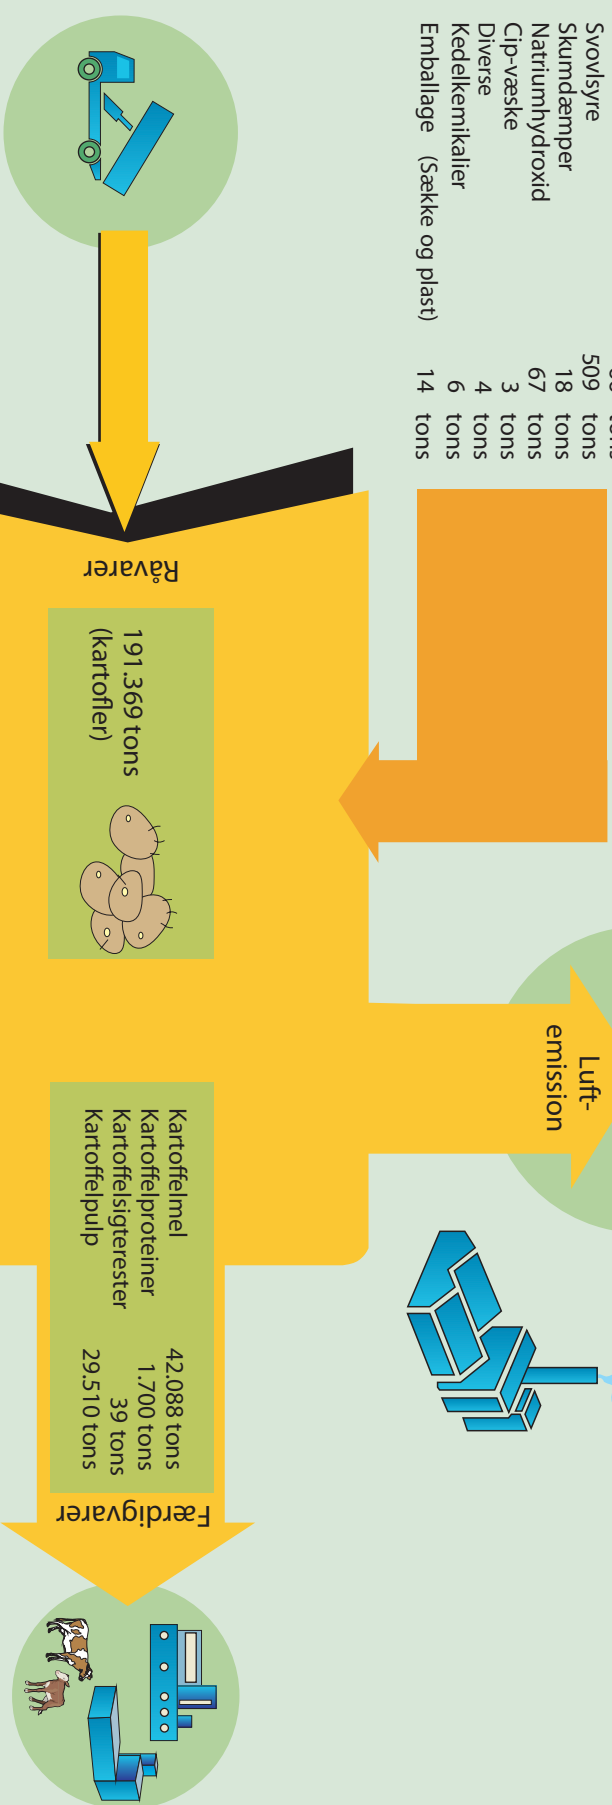 Svovlsyre 509 tons
Skumdæmper 18 tons
Natriumhydroxid 67 tons
Cip-væske 3 tons
Diverse 4 tons
Kedelkemikalier 6 tons
Emballage (Sække og plast) 14 tons
Råvarer
191.369 tons
(kartofler)
Luft-
emission
Kartoffelmel 42.088 tons
Kartoffelproteiner 1.700 tons
Kartoffelsigterester 39 tons
Kartoffelpulp 29.510 tons
Færdigvarer